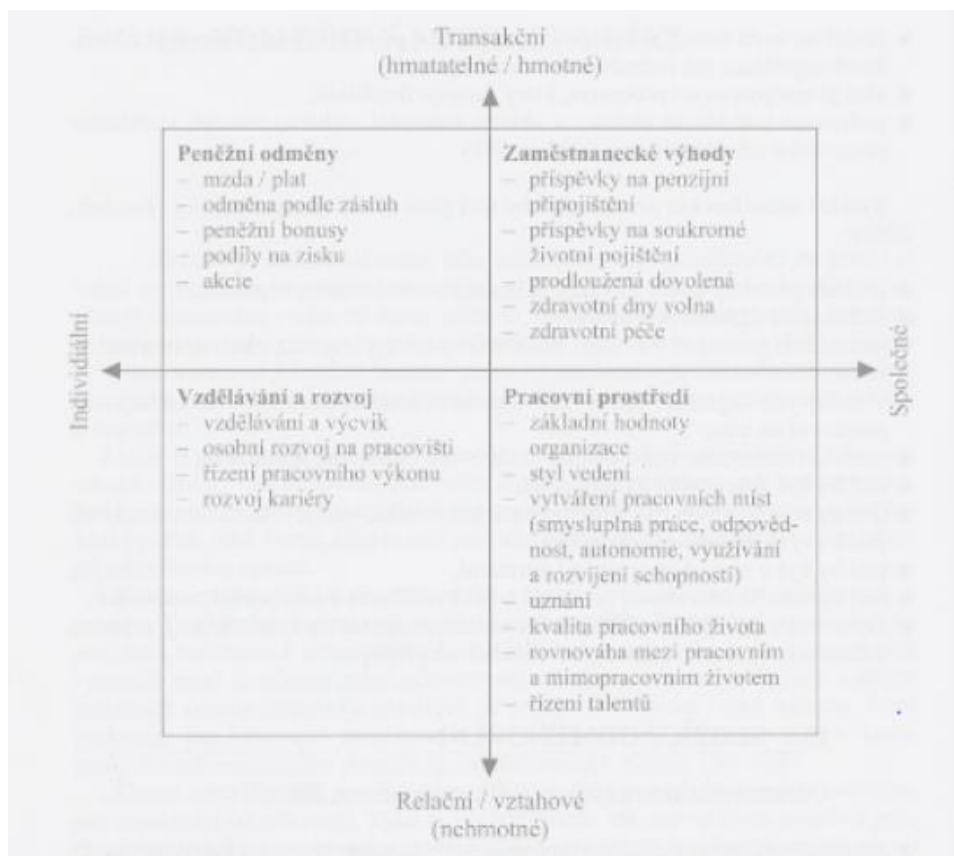 Transakční
(hmatatelné / hmotné)
Peněžní odměny
– mzda / plat
– odměna podle zásluh
– peněžní bonusy
– podíly na zisku
– akcie
Zaměstnanecké výhody
– příspěvky na penzijní
připojištění
– příspěvky na soukromé
životní pojištění
– prodloužená dovolená
– zdravotní dny volna
– zdravotní péče
Individiální
Společné
Vzdělávání a rozvoj
– vzdělávání a výcvik
– osobní rozvoj na pracovišti
– řízení pracovního výkonu
– rozvoj kariéry
Pracovní prostředí
– základní hodnoty
– organizace
– styl vedení
– vytváření pracovních míst
(smysluplná práce, odpověd-
nost, autonomie, využívání
a rozvíjení schopností)
– uznání
– kvalita pracovního života
rovnováha mezi pracovním
a mimopracovním životem
– řízení talentů
Relační / vztahové
(nehmotné)